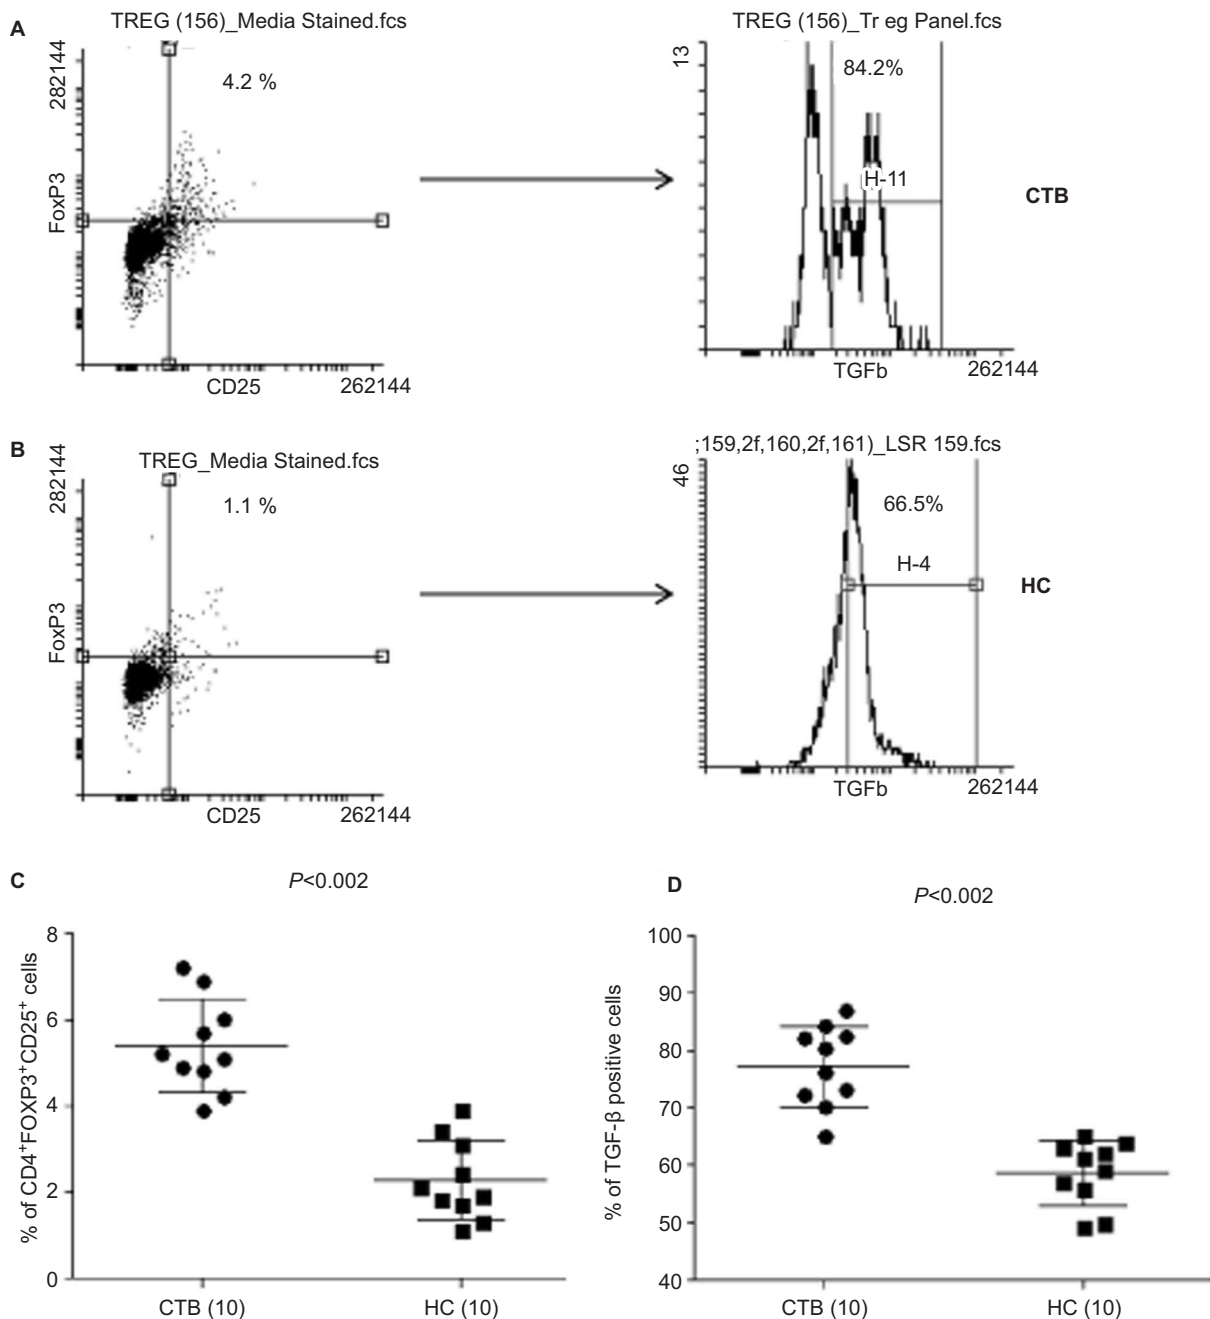 A
TREG (156)_Media Stained.fcs
282144
FoxP3
4.2 %
CD25
262144
TREG (156)_Tr eg Panel.fcs
13
84.2%
H-11
TGFb
262144
CTB
B
TREG_Media Stained.fcs
282144
FoxP3
1.1 %
CD25
262144
;159,2f,160,2f,161)_LSR 159.fcs
46
66.5%
H-4
TGFb
262144
HC
C
P<0.002
% of CD4⁺FOXP3⁺CD25⁺ cells
8
6
4
2
0
CTB (10)
HC (10)
D
P<0.002
% of TGF-β positive cells
100
90
80
70
60
50
40
CTB (10)
HC (10)